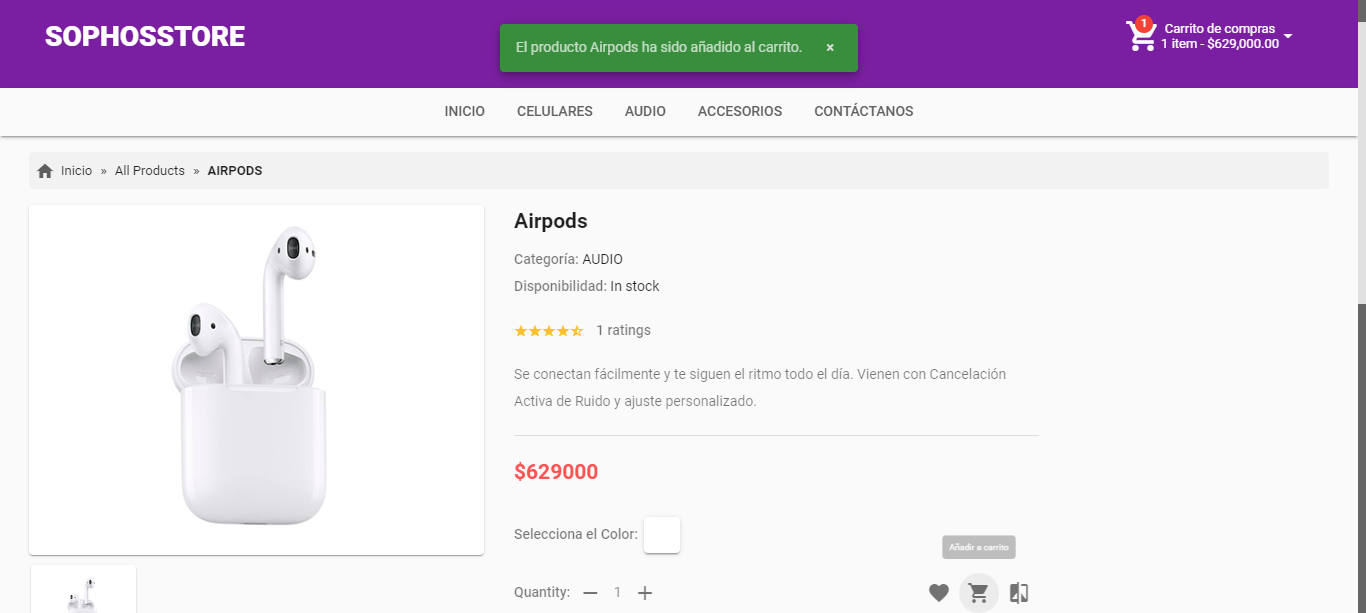 SOPHOSSTORE
El producto Airpods ha sido añadido al carrito. ×
1
Carrito de compras
1 item - $629,000.00
INICIO CELULARES AUDIO ACCESORIOS CONTÁCTANOS
Inicio » All Products » AIRPODS
Airpods
Categoría: AUDIO
Disponibilidad: In stock
1 ratings
Se conectan fácilmente y te siguen el ritmo todo el día. Vienen con Cancelación
Activa de Ruido y ajuste personalizado.
$629000
Selecciona el Color:
Añadir a carrito
Quantity: — 1 +